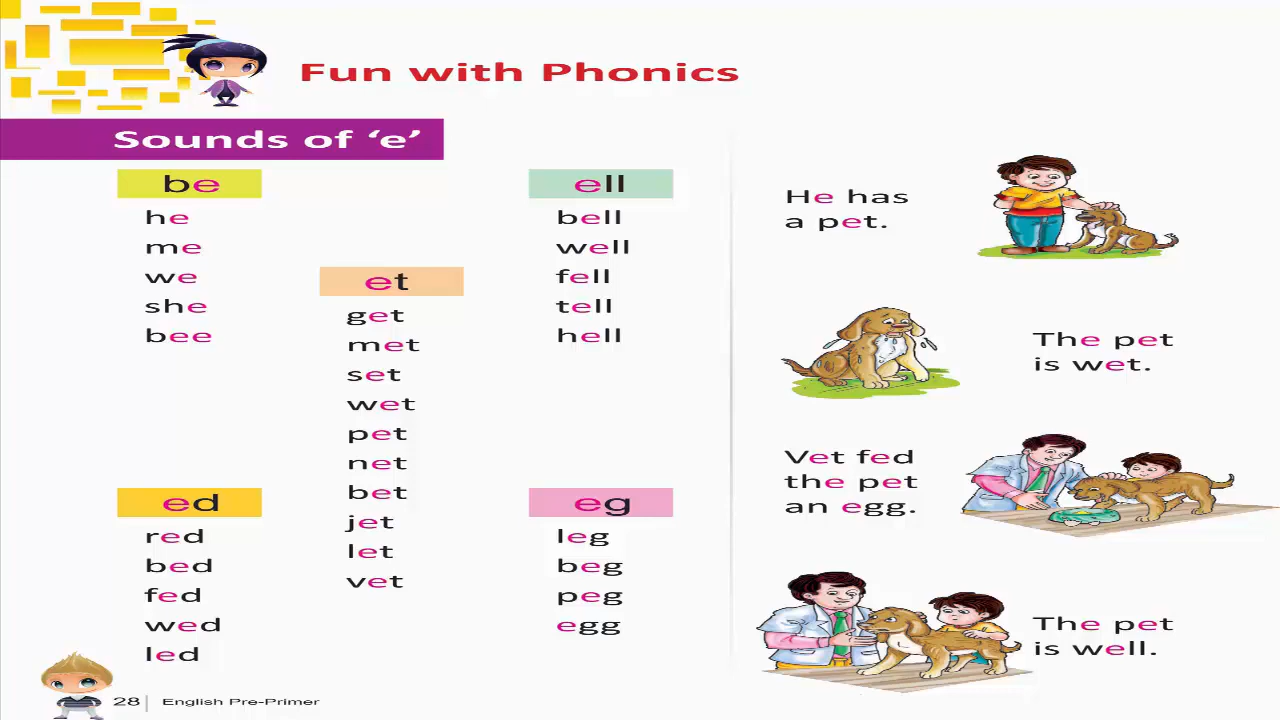 Fun with Phonics
Sounds of ‘e’
be
he
me
we
she
bee
ed
red
bed
fed
wed
led
et
get
met
set
wet
pet
net
bet
jet
let
vet
ell
bell
well
fell
tell
hell
eg
leg
beg
peg
egg
He has
a pet.
The pet
is wet.
Vet fed
the pet
an egg.
The pet
is well.
28
English Pre-Primer